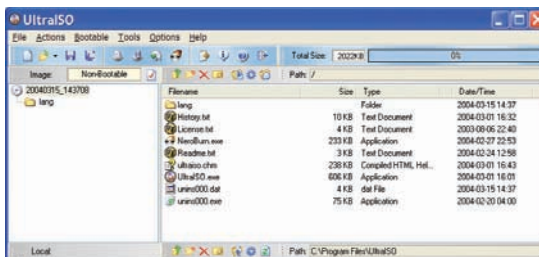 UltraISO
File Actions Bootable Tools Options Help
Total Size: 2022KB 0%
Image: Non-Bootable Path: /
20040315_143708
lang
Filename Size Type Date/Time
lang Folder 2004-03-15 14:37
History.txt 10 KB Text Document 2004-03-01 16:32
License.txt 4 KB Text Document 2003-08-06 22:40
NeroBurn.exe 233 KB Application 2004-02-27 22:53
Readme.txt 3 KB Text Document 2004-02-24 12:58
ultraiso.chm 238 KB Compiled HTML Hel... 2004-03-01 16:43
UltraISO.exe 606 KB Application 2004-03-01 16:01
unins000.dat 4 KB dat File 2004-03-15 14:37
unins000.exe 75 KB Application 2004-02-20 04:00
Local Path: C:\Program Files\UltraISO